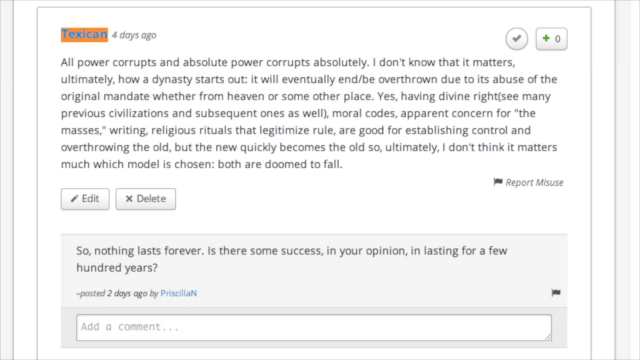 Texican 4 days ago
+ 0
All power corrupts and absolute power corrupts absolutely. I don't know that it matters,
ultimately, how a dynasty starts out: it will eventually end/be overthrown due to its abuse of the
original mandate whether from heaven or some other place. Yes, having divine right(see many
previous civilizations and subsequent ones as well), moral codes, apparent concern for "the
masses," writing, religious rituals that legitimize rule, are good for establishing control and
overthrowing the old, but the new quickly becomes the old so, ultimately, I don't think it matters
much which model is chosen: both are doomed to fall.
Report Misuse
Edit
Delete
So, nothing lasts forever. Is there some success, in your opinion, in lasting for a few
hundred years?
–posted 2 days ago by PriscillaN
Add a comment...